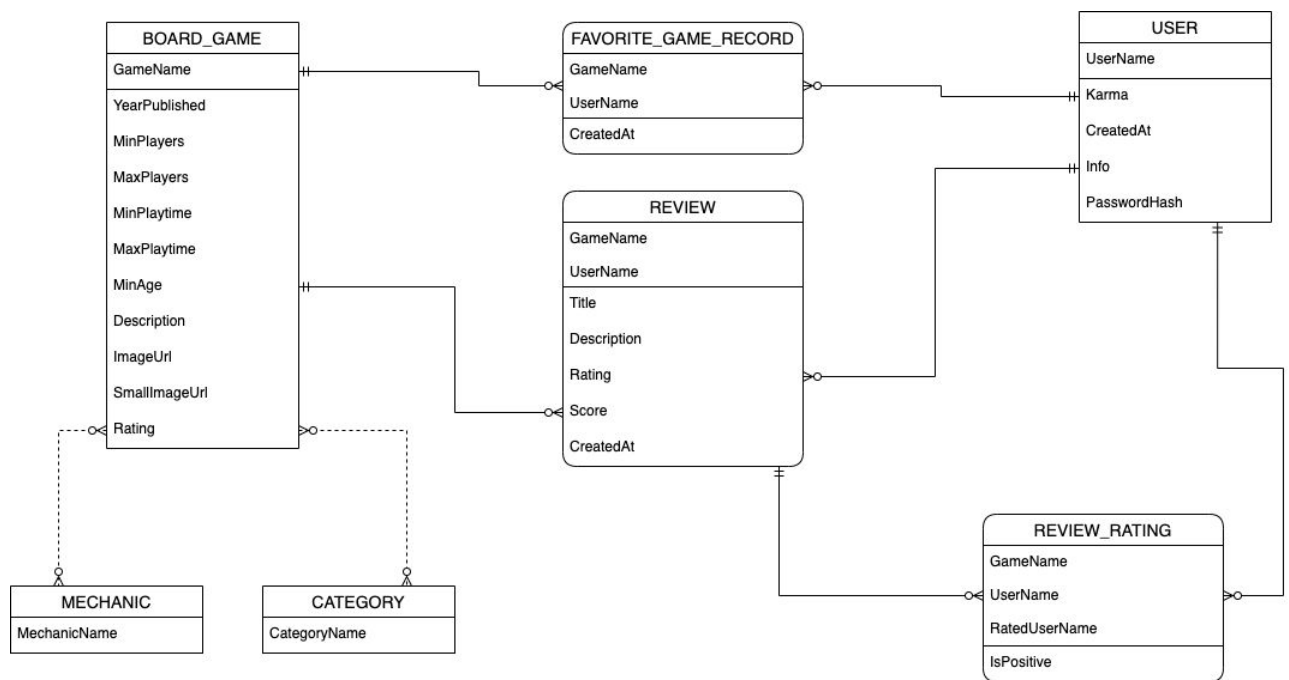 BOARD_GAME
GameName
YearPublished
MinPlayers
MaxPlayers
MinPlaytime
MaxPlaytime
MinAge
Description
ImageUrl
SmallImageUrl
Rating
FAVORITE_GAME_RECORD
GameName
UserName
CreatedAt
USER
UserName
Karma
CreatedAt
Info
PasswordHash
REVIEW
GameName
UserName
Title
Description
Rating
Score
CreatedAt
MECHANIC
MechanicName
CATEGORY
CategoryName
REVIEW_RATING
GameName
UserName
RatedUserName
IsPositive